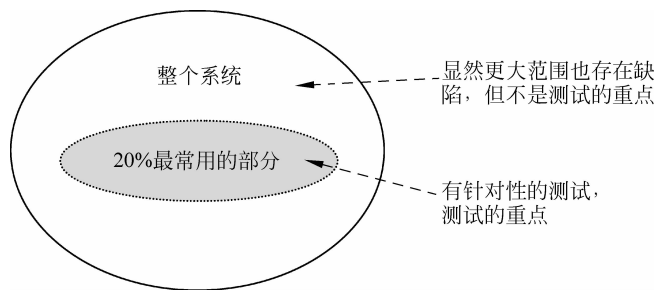 整个系统
显然更大范围也存在缺
陷，但不是测试的重点
20%最常用的部分
有针对性的测试，
测试的重点